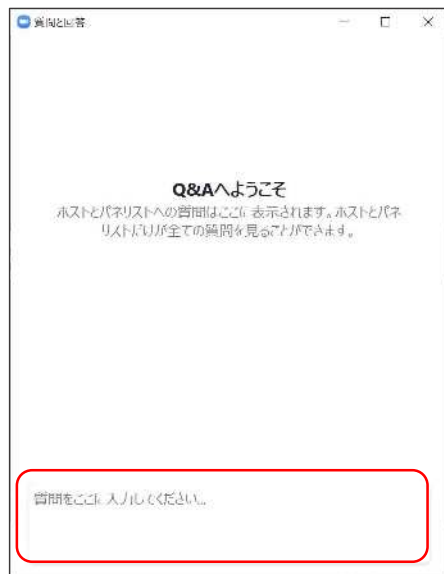 質問と回答
Q&Aへようこそ
ホストとパネリストへの質問はここに表示されます。ホストとパネ
リストだけが全ての質問を見ることができます。
質問をここに入力してください...